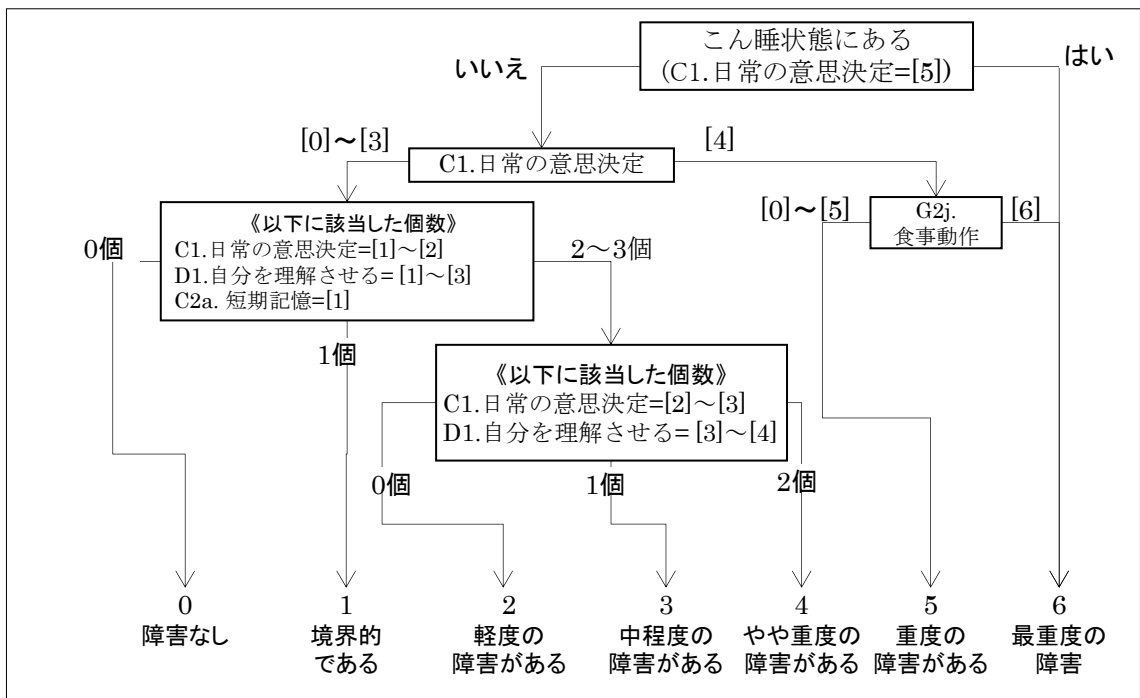 こん睡状態にある
(C1.日常の意思決定=[5])
いいえ
はい
[0]～[3]
C1.日常の意思決定
[4]
《以下に該当した個数》
C1.日常の意思決定=[1]～[2]
D1.自分を理解させる= [1]～[3]
C2a. 短期記憶=[1]
0個
2～3個
1個
[0]～[5]
G2j.
食事動作
[6]
《以下に該当した個数》
C1.日常の意思決定=[2]～[3]
D1.自分を理解させる= [3]～[4]
0個
1個
2個
0
障害なし
1
境界的
である
2
軽度の
障害がある
3
中程度の
障害がある
4
やや重度の
障害がある
5
重度の
障害がある
6
最重度の
障害